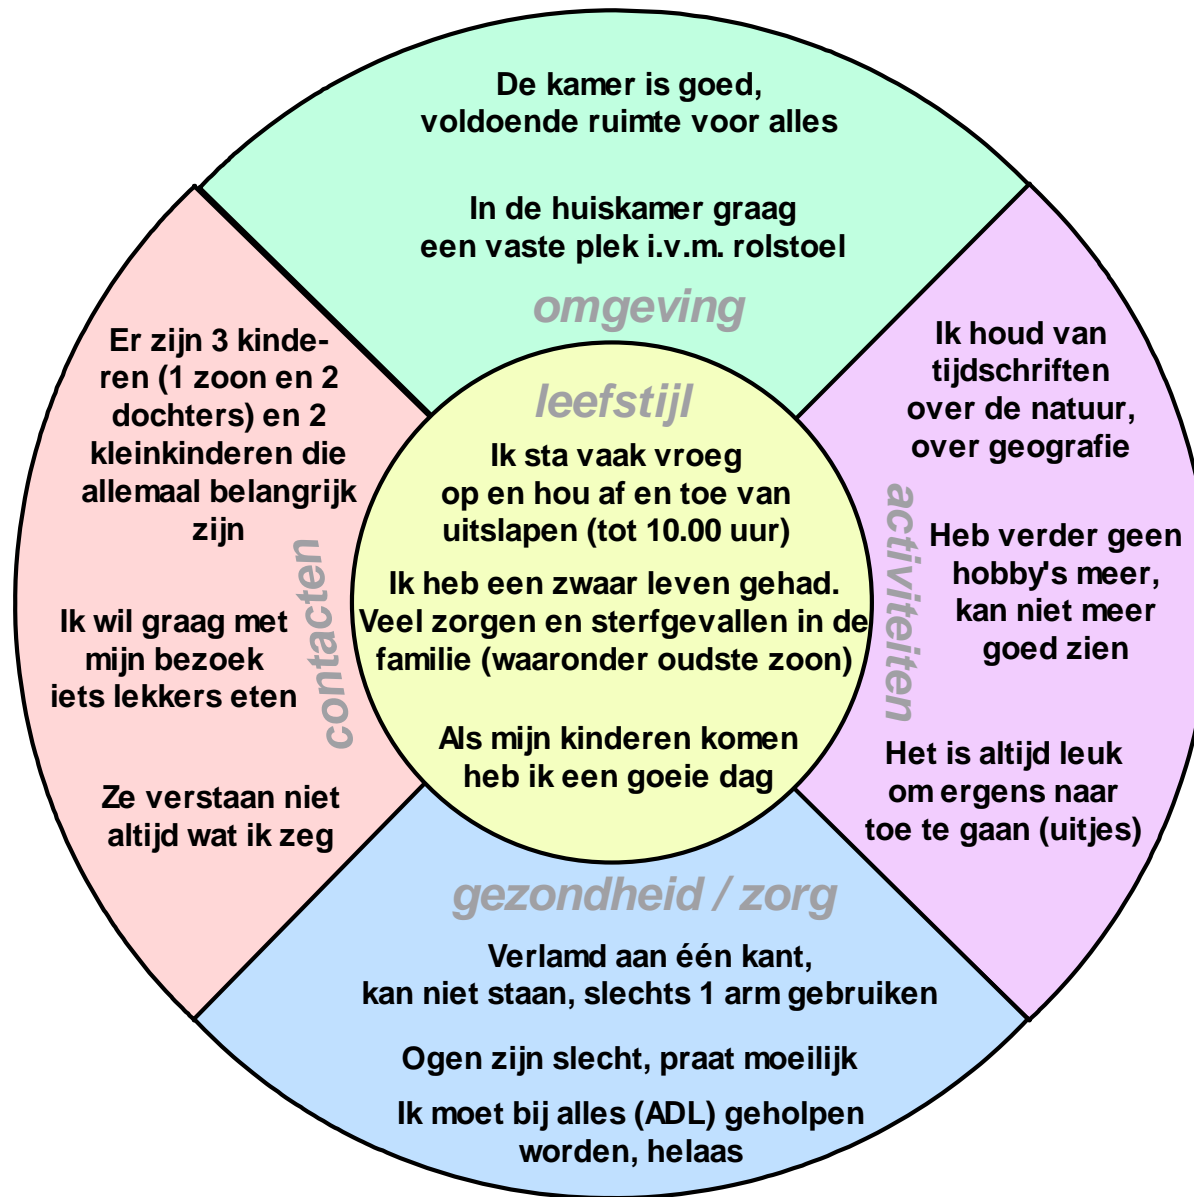 De kamer is goed,
voldoende ruimte voor alles
In de huiskamer graag
een vaste plek i.v.m. rolstoel
omgeving
Er zijn 3 kinde-
ren (1 zoon en 2
dochters) en 2
kleinkinderen die
allemaal belangrijk
zijn
Ik wil graag met
mijn bezoek
iets lekkers eten
Ze verstaan niet
altijd wat ik zeg
contacten
leefstijl
Ik sta vaak vroeg
op en hou af en toe van
uitslapen (tot 10.00 uur)
Ik heb een zwaar leven gehad.
Veel zorgen en sterfgevallen in de
familie (waaronder oudste zoon)
Als mijn kinderen komen
heb ik een goeie dag
activiteiten
Ik houd van
tijdschriften
over de natuur,
over geografie
Heb verder geen
hobby's meer,
kan niet meer
goed zien
Het is altijd leuk
om ergens naar
toe te gaan (uitjes)
gezondheid / zorg
Verlamd aan één kant,
kan niet staan, slechts 1 arm gebruiken
Ogen zijn slecht, praat moeilijk
Ik moet bij alles (ADL) geholpen
worden, helaas